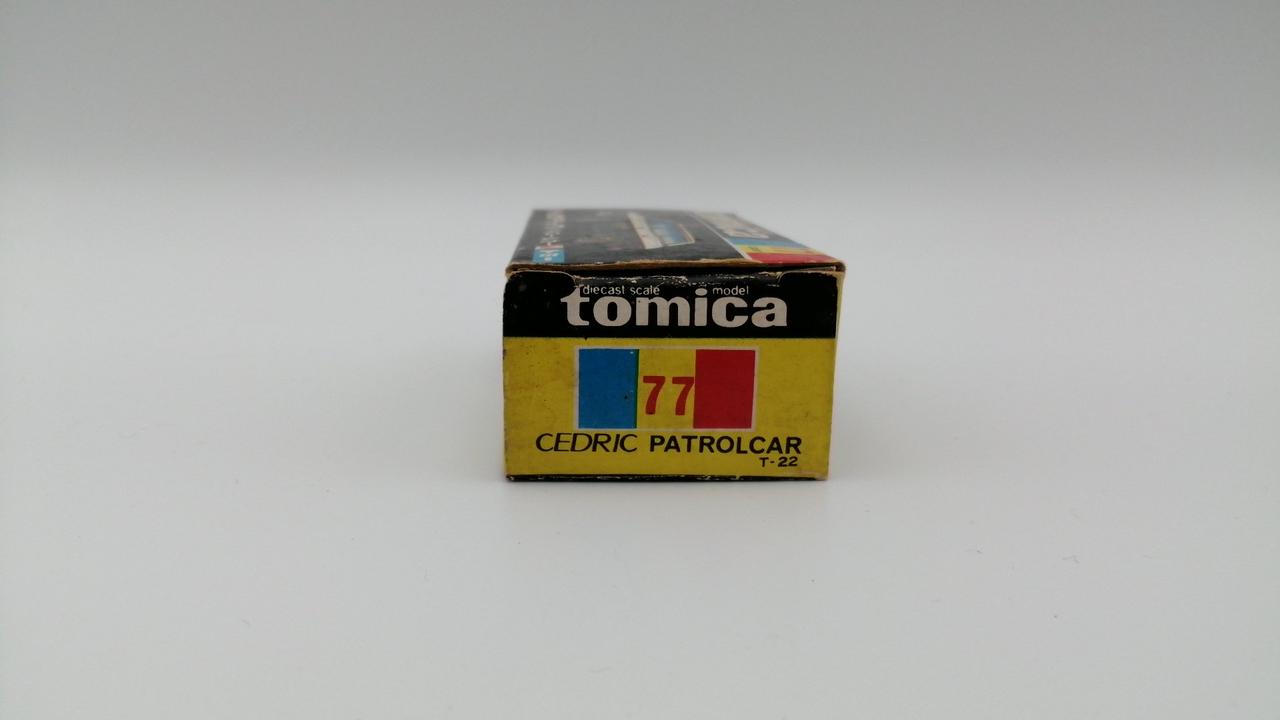 diecast scale model
tomica
77
CEDRIC PATROLCAR
T-22